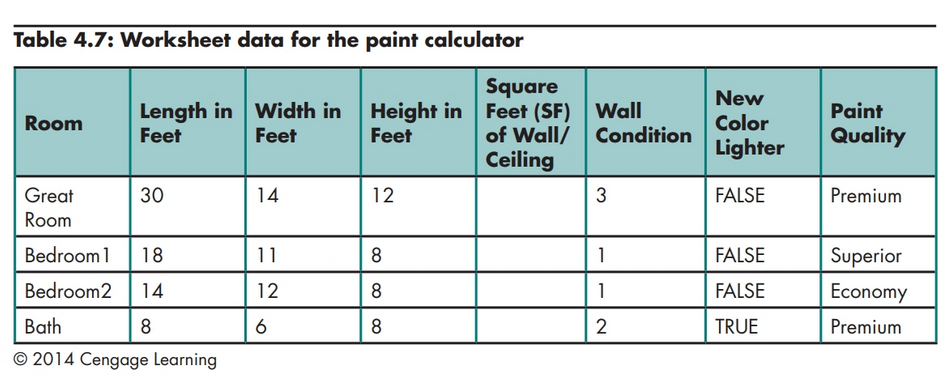 Table 4.7: Worksheet data for the paint calculator
Room Length in Feet Width in Feet Height in Feet Square Feet (SF) of Wall/ Ceiling Wall Condition New Color Lighter Paint Quality
Great Room 30 14 12 3 FALSE Premium
Bedroom1 18 11 8 1 FALSE Superior
Bedroom2 14 12 8 1 FALSE Economy
Bath 8 6 8 2 TRUE Premium
© 2014 Cengage Learning